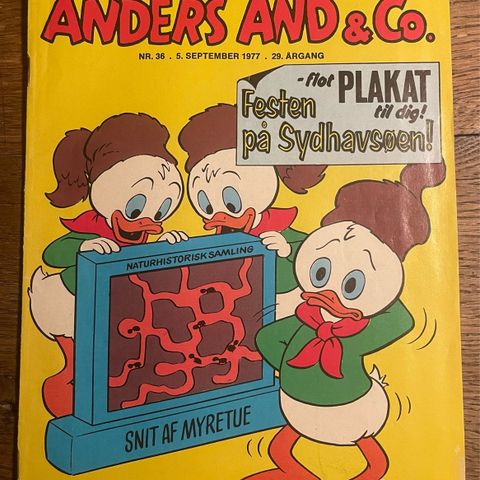 ANDERS AND & Co.
NR. 36 . 5. SEPTEMBER 1977 . 29. ÅRGANG
- flot PLAKAT
til dig!
Festen
på Sydhavsøen!
NATURHISTORISK SAMLING
SNIT AF MYRETUE